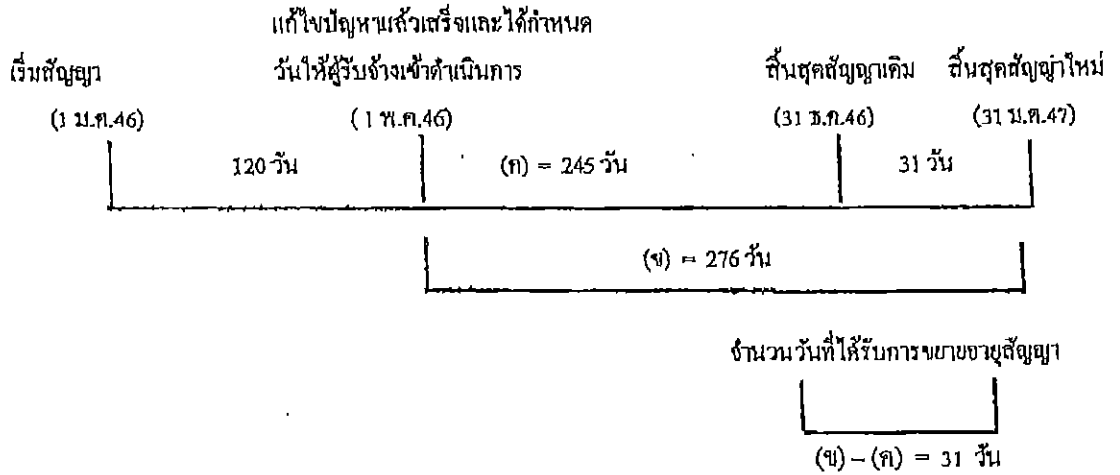 แก้ไขปัญหาแล้วเสร็จและได้กำหนด
เริ่มสัญญา วันให้ผู้รับจ้างเข้าดำเนินการ สิ้นสุดสัญญาเดิม สิ้นสุดสัญญาใหม่
(1 ม.ค.46) (1 พ.ค.46) (31 ธ.ค.46) (31 ม.ค.47)
120 วัน (ค) = 245 วัน 31 วัน
(ข) = 276 วัน
จำนวนวันที่ได้รับการขยายอายุสัญญา
(ข) – (ค) = 31 วัน